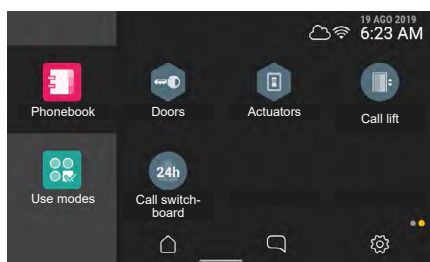 19 AGO 2019
6:23 AM
Phonebook
Doors
Actuators
Call lift
24h
Use modes
Call switch-
board